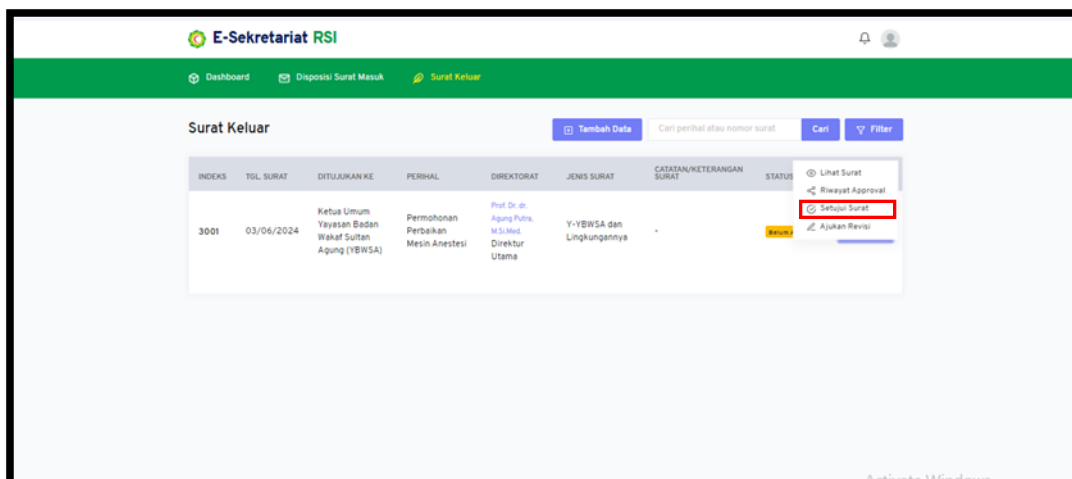 E-Sekretariat RSI
Dashboard Disposisi Surat Masuk Surat Keluar
Surat Keluar
Tambah Data Cari perihal atau nomor surat Cari Filter
INDEKS TGL. SURAT DITUJUKAN KE PERIHAL DIREKTORAT JENIS SURAT CATATAN/KETERANGAN SURAT STATUS
Lihat Surat
Riwayat Approval
Setujui Surat
Ajukan Revisi
3001
03/06/2024
Ketua Umum
Yayasan Badan
Wakaf Sultan
Agung (YBWSA)
Permohonan
Perbaikan
Mesin Anestesi
Prof. Dr. dr.
Agung Putra,
M.Si.Med.
Direktur
Utama
Y-YBWSA dan
Lingkungannya
-
Belum
Activate Windows